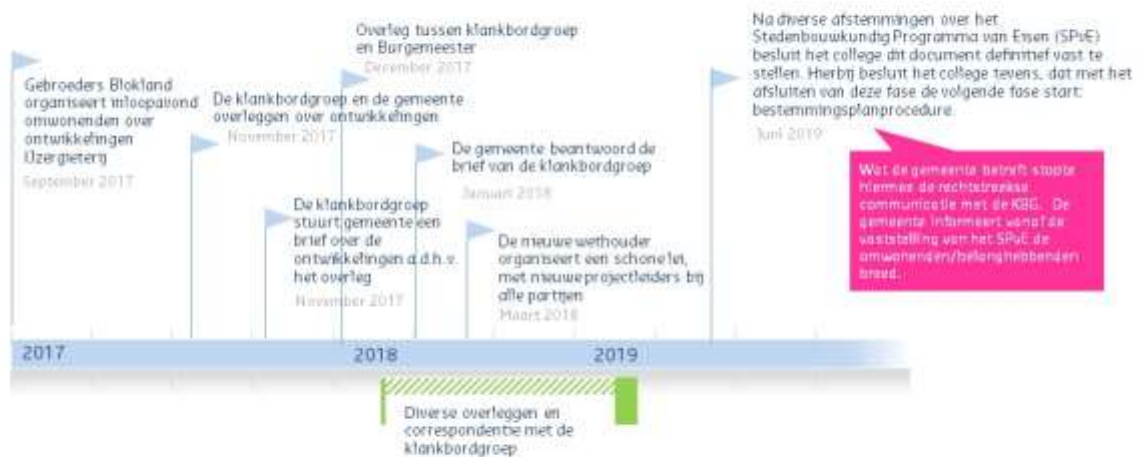 Gebroeders Blokland
organiseert inloopavond
omwonenden over
ontwikkelingen
IJzergieterij
September 2017
De klankbordgroep en de gemeente
overleggen over ontwikkelingen
November 2017
De klankbordgroep
stuurt gemeente een
brief over de
ontwikkelingen a.d.h.v.
het overleg
November 2017
Overleg tussen klankbordgroep
en Burgemeester
December 2017
De gemeente beantwoord de
brief van de klankbordgroep
Januari 2018
De nieuwe wethouder
organiseert een schone lei,
met nieuwe projectleiders bij
alle partijen
Maart 2018
Na diverse afstemmingen over het
Stedenbouwkundig Programma van Eisen (SPvE)
besluit het college dit document definitief vast te
stellen. Hierbij besluit het college tevens, dat met het
afsluiten van deze fase de volgende fase start:
bestemmingsplanprocedure.
Juni 2019
Wat de gemeente betreft stopte
hiermee de rechtstreekse
communicatie met de KBG. De
gemeente informeert vanaf de
vaststelling van het SPvE de
omwonenden/belanghebbenden
breed.
2017
2018
2019
Diverse overleggen en
correspondentie met de
klankbordgroep